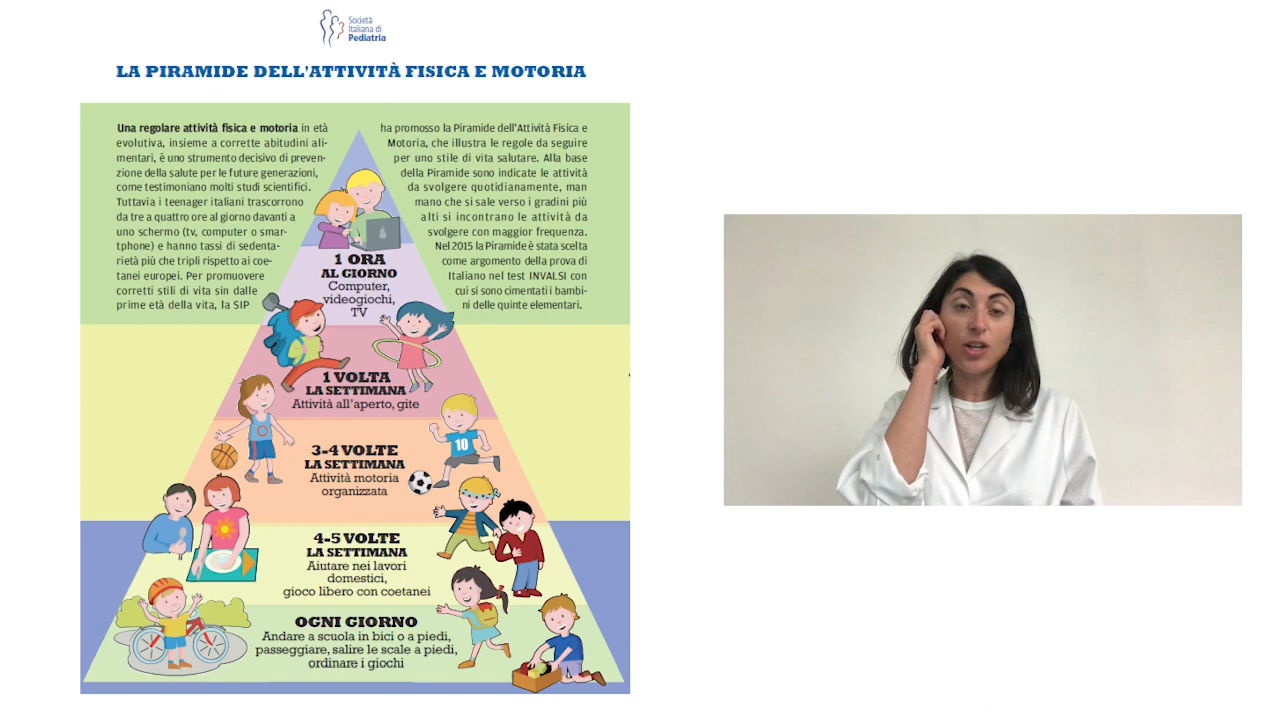 Società
Italiana di
Pediatria
LA PIRAMIDE DELL'ATTIVITÀ FISICA E MOTORIA
Una regolare attività fisica e motoria in età
evolutiva, insieme a corrette abitudini ali-
mentari, è uno strumento decisivo di preven-
zione della salute per le future generazioni,
come testimoniano molti studi scientifici.
Tuttavia i teenager italiani trascorrono
da tre a quattro ore al giorno davanti a
uno schermo (tv, computer o smar-
tphone) e hanno tassi di sedenta-
rietà più che tripli rispetto ai coe-
tanei europei. Per promuovere
corretti stili di vita sin dalle
prime età della vita, la SIP
ha promosso la Piramide dell'Attività Fisica e
Motoria, che illustra le regole da seguire
per uno stile di vita salutare. Alla base
della Piramide sono indicate le attività
da svolgere quotidianamente, man
mano che si sale verso i gradini più
alti si incontrano le attività da
svolgere con maggior frequenza.
Nel 2015 la Piramide è stata scelta
come argomento della prova di
Italiano nel test INVALSI con
cui si sono cimentati i bambi-
ni delle quinte elementari.
1 ORA
AL GIORNO
Computer,
videogiochi,
TV
1 VOLTA
LA SETTIMANA
Attività all'aperto, gite
3-4 VOLTE
LA SETTIMANA
Attività motoria
organizzata
10
4-5 VOLTE
LA SETTIMANA
Aiutare nei lavori
domestici,
gioco libero con coetanei
OGNI GIORNO
Andare a scuola in bici o a piedi,
passeggiare, salire le scale a piedi,
ordinare i giochi